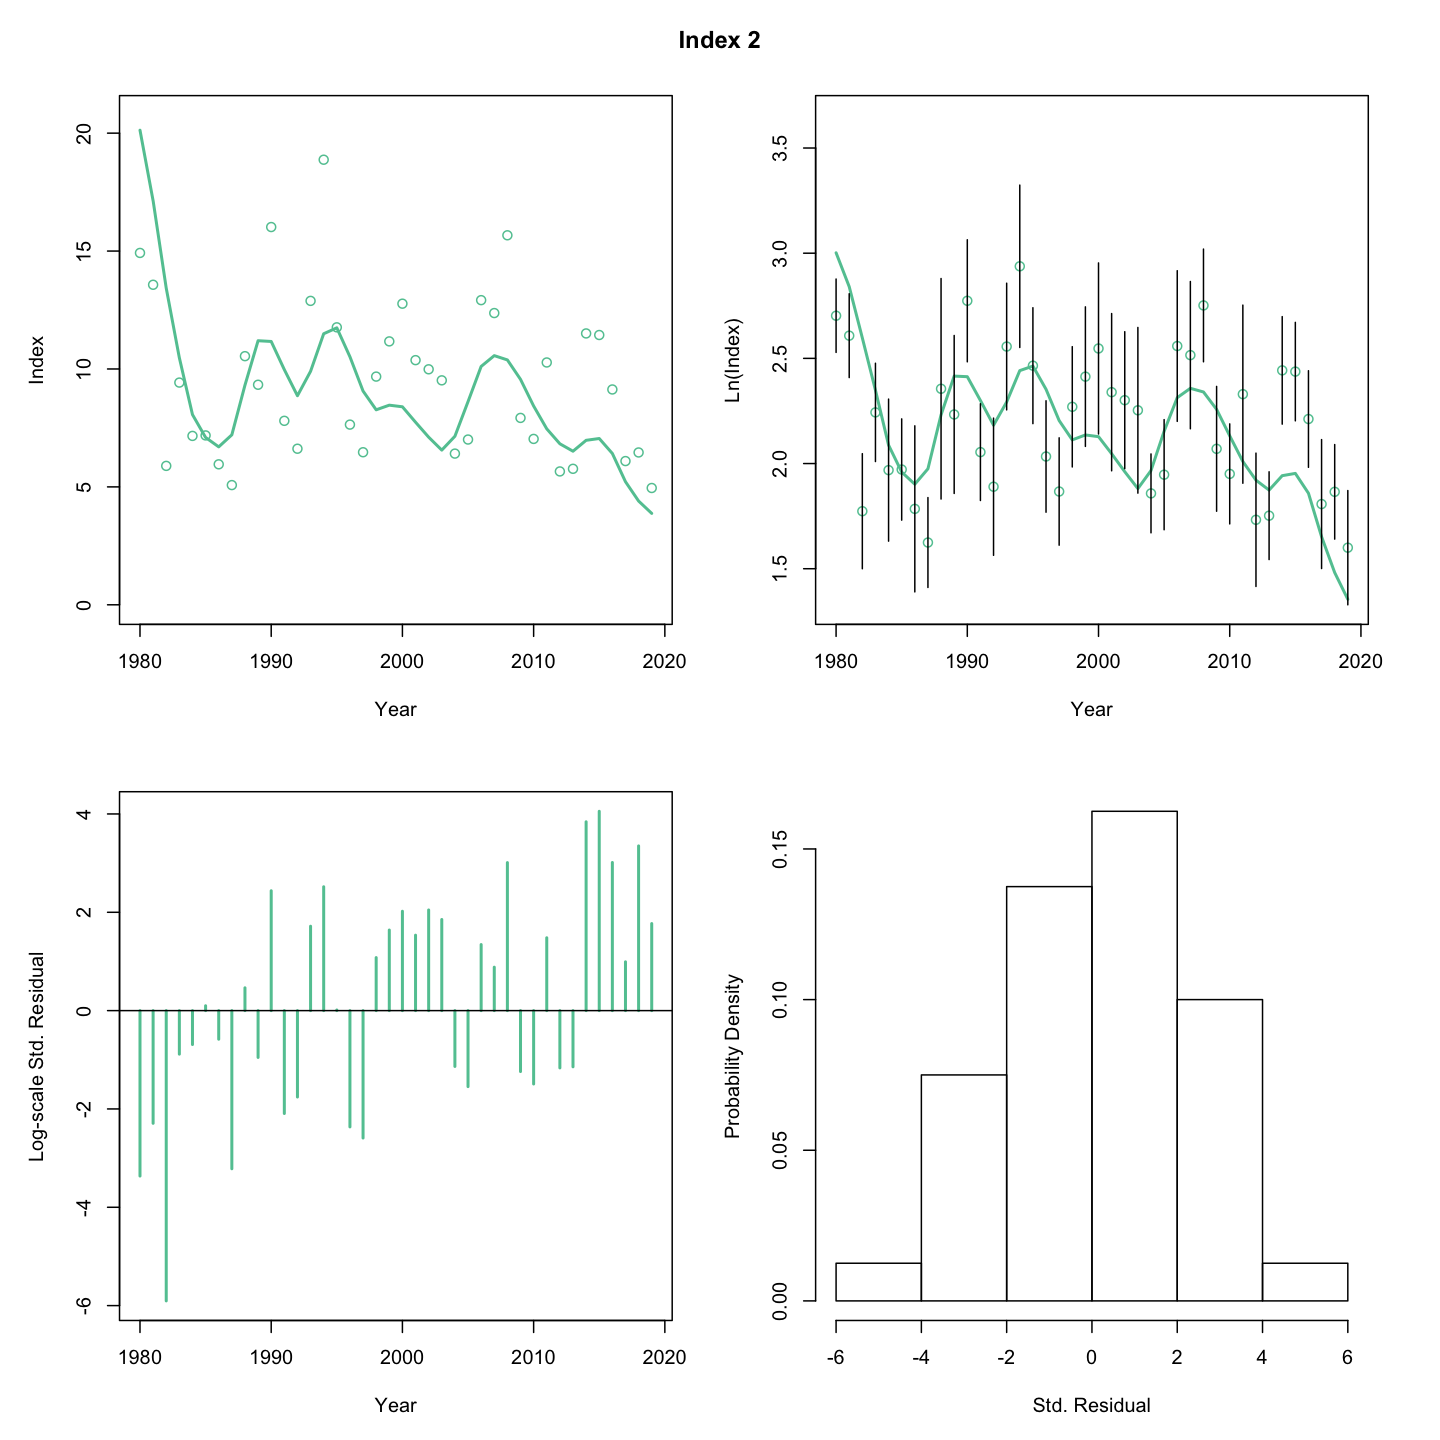 Index 2
Index
20
15
10
5
0
1980 1990 2000 2010 2020
Year
Ln(Index)
3.5
3.0
2.5
2.0
1.5
1980 1990 2000 2010 2020
Year
Log-scale Std. Residual
4
2
0
-2
-4
-6
1980 1990 2000 2010 2020
Year
Probability Density
0.15
0.10
0.05
0.00
-6 -4 -2 0 2 4 6
Std. Residual